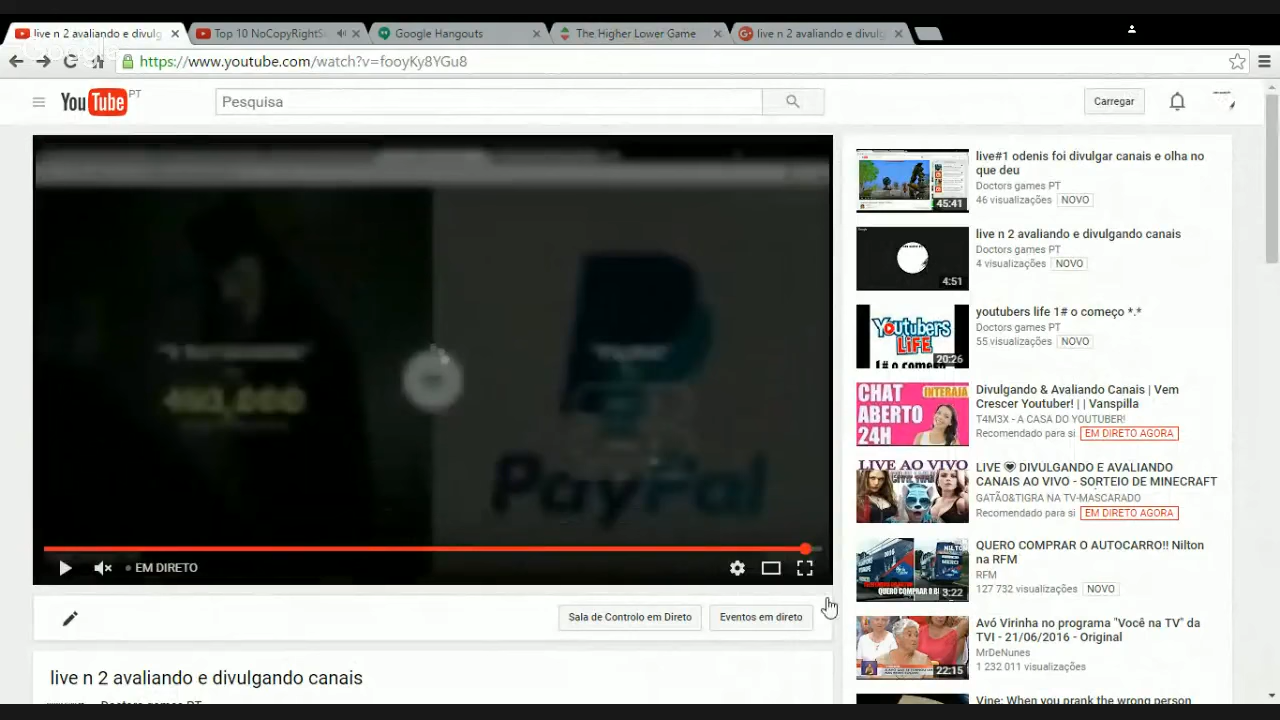 live n 2 avaliando e divulg
Top 10 NoCopyRightS
Google Hangouts
The Higher Lower Game
live n 2 avaliando e divulg
https://www.youtube.com/watch?v=fooyKy8YGu8
YouTube PT
Pesquisa
Carregar
EM DIRETO
Sala de Controlo em Direto
Eventos em direto
live n 2 avaliando e divulgando canais
Doctors games PT
45:41
live#1 odenis foi divulgar canais e olha no
que deu
Doctors games PT
46 visualizações NOVO
4:51
live n 2 avaliando e divulgando canais
Doctors games PT
4 visualizações NOVO
Youtubers
LiFE
1# o começo
20:26
youtubers life 1# o começo *.*
Doctors games PT
55 visualizações NOVO
CHAT
ABERTO
24H
INTERAJA
Divulgando & Avaliando Canais | Vem
Crescer Youtuber! | | Vanspilla
T4M3X - A CASA DO YOUTUBER!
Recomendado para si EM DIRETO AGORA
LIVE AO VIVO
LIVE 💗 DIVULGANDO E AVALIANDO
CANAIS AO VIVO - SORTEIO DE MINECRAFT
GATÃO&TIGRA NA TV-MASCARADO
Recomendado para si EM DIRETO AGORA
3:22
QUERO COMPRAR O AUTOCARRO!! Nilton
na RFM
RFM
127 732 visualizações NOVO
22:15
Avó Virinha no programa "Você na TV" da
TVI - 21/06/2016 - Original
MrDeNunes
1 232 011 visualizações
Vine: When you prank the wrong person